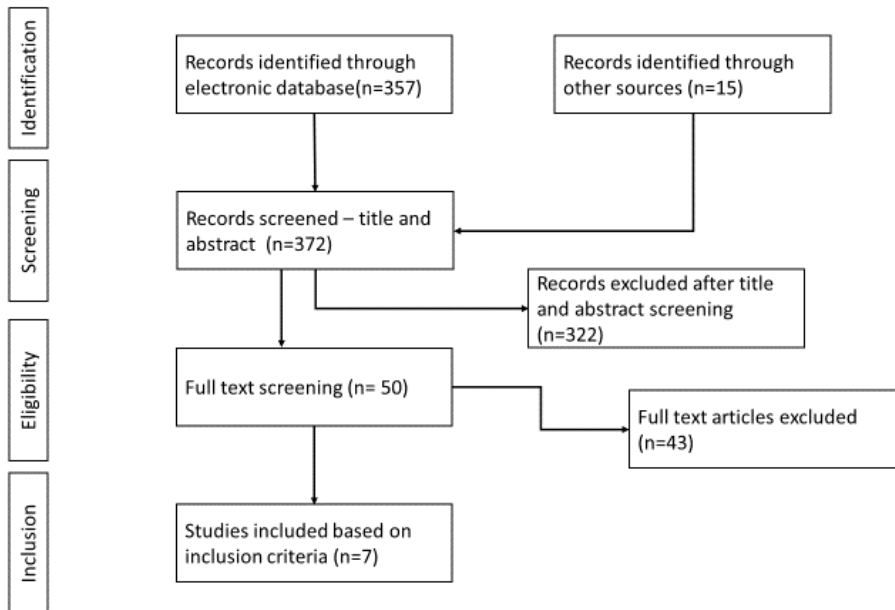 Identification
Records identified through
electronic database(n=357)
Records identified through
other sources (n=15)
Screening
Records screened – title and
abstract  (n=372)
Records excluded after title
and abstract screening
(n=322)
Eligibility
Full text screening (n= 50)
Full text articles excluded
(n=43)
Inclusion
Studies included based on
inclusion criteria (n=7)